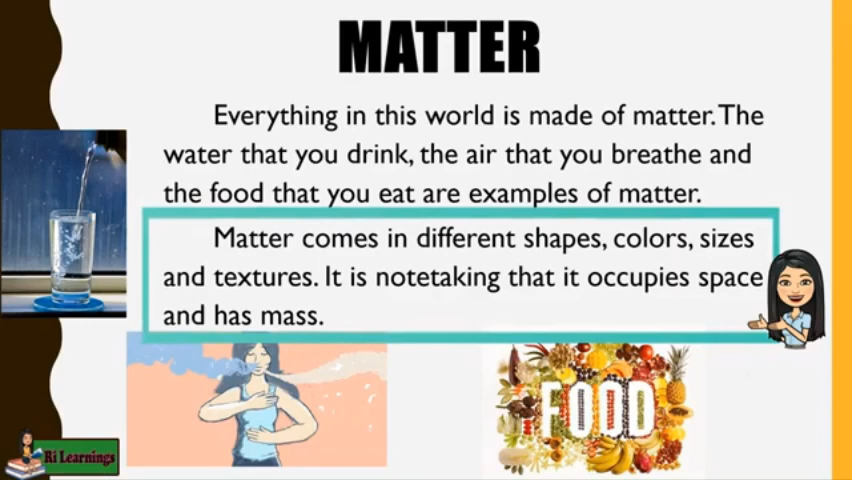 MATTER
Everything in this world is made of matter. The
water that you drink, the air that you breathe and
the food that you eat are examples of matter.
Matter comes in different shapes, colors, sizes
and textures. It is notetaking that it occupies space
and has mass.
FOOD
Ri Learnings